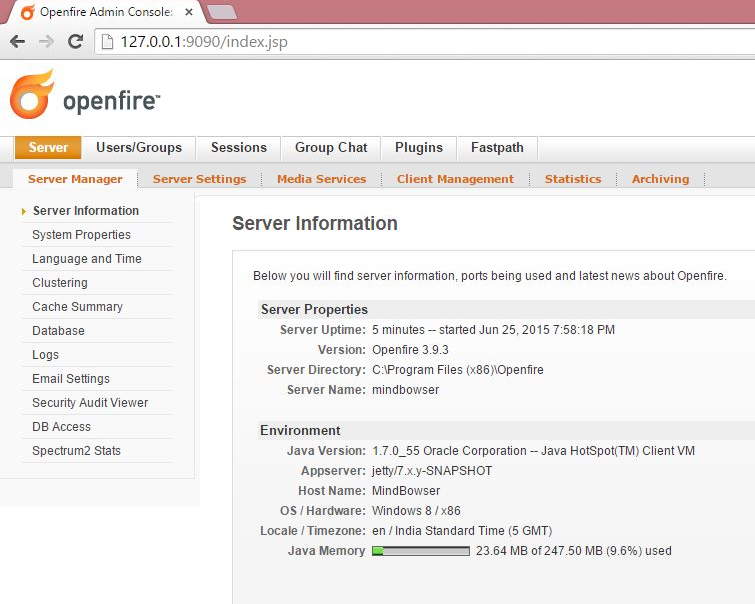 Openfire Admin Console:
127.0.0.1:9090/index.jsp
openfire™
Server Users/Groups Sessions Group Chat Plugins Fastpath
Server Manager Server Settings Media Services Client Management Statistics Archiving
Server Information
System Properties
Language and Time
Clustering
Cache Summary
Database
Logs
Email Settings
Security Audit Viewer
DB Access
Spectrum2 Stats
Server Information
Below you will find server information, ports being used and latest news about Openfire.
Server Properties
Server Uptime: 5 minutes -- started Jun 25, 2015 7:58:18 PM
Version: Openfire 3.9.3
Server Directory: C:\Program Files (x86)\Openfire
Server Name: mindbowser
Environment
Java Version: 1.7.0_55 Oracle Corporation -- Java HotSpot(TM) Client VM
Appserver: jetty/7.x.y-SNAPSHOT
Host Name: MindBowser
OS / Hardware: Windows 8 / x86
Locale / Timezone: en / India Standard Time (5 GMT)
Java Memory 23.64 MB of 247.50 MB (9.6%) used